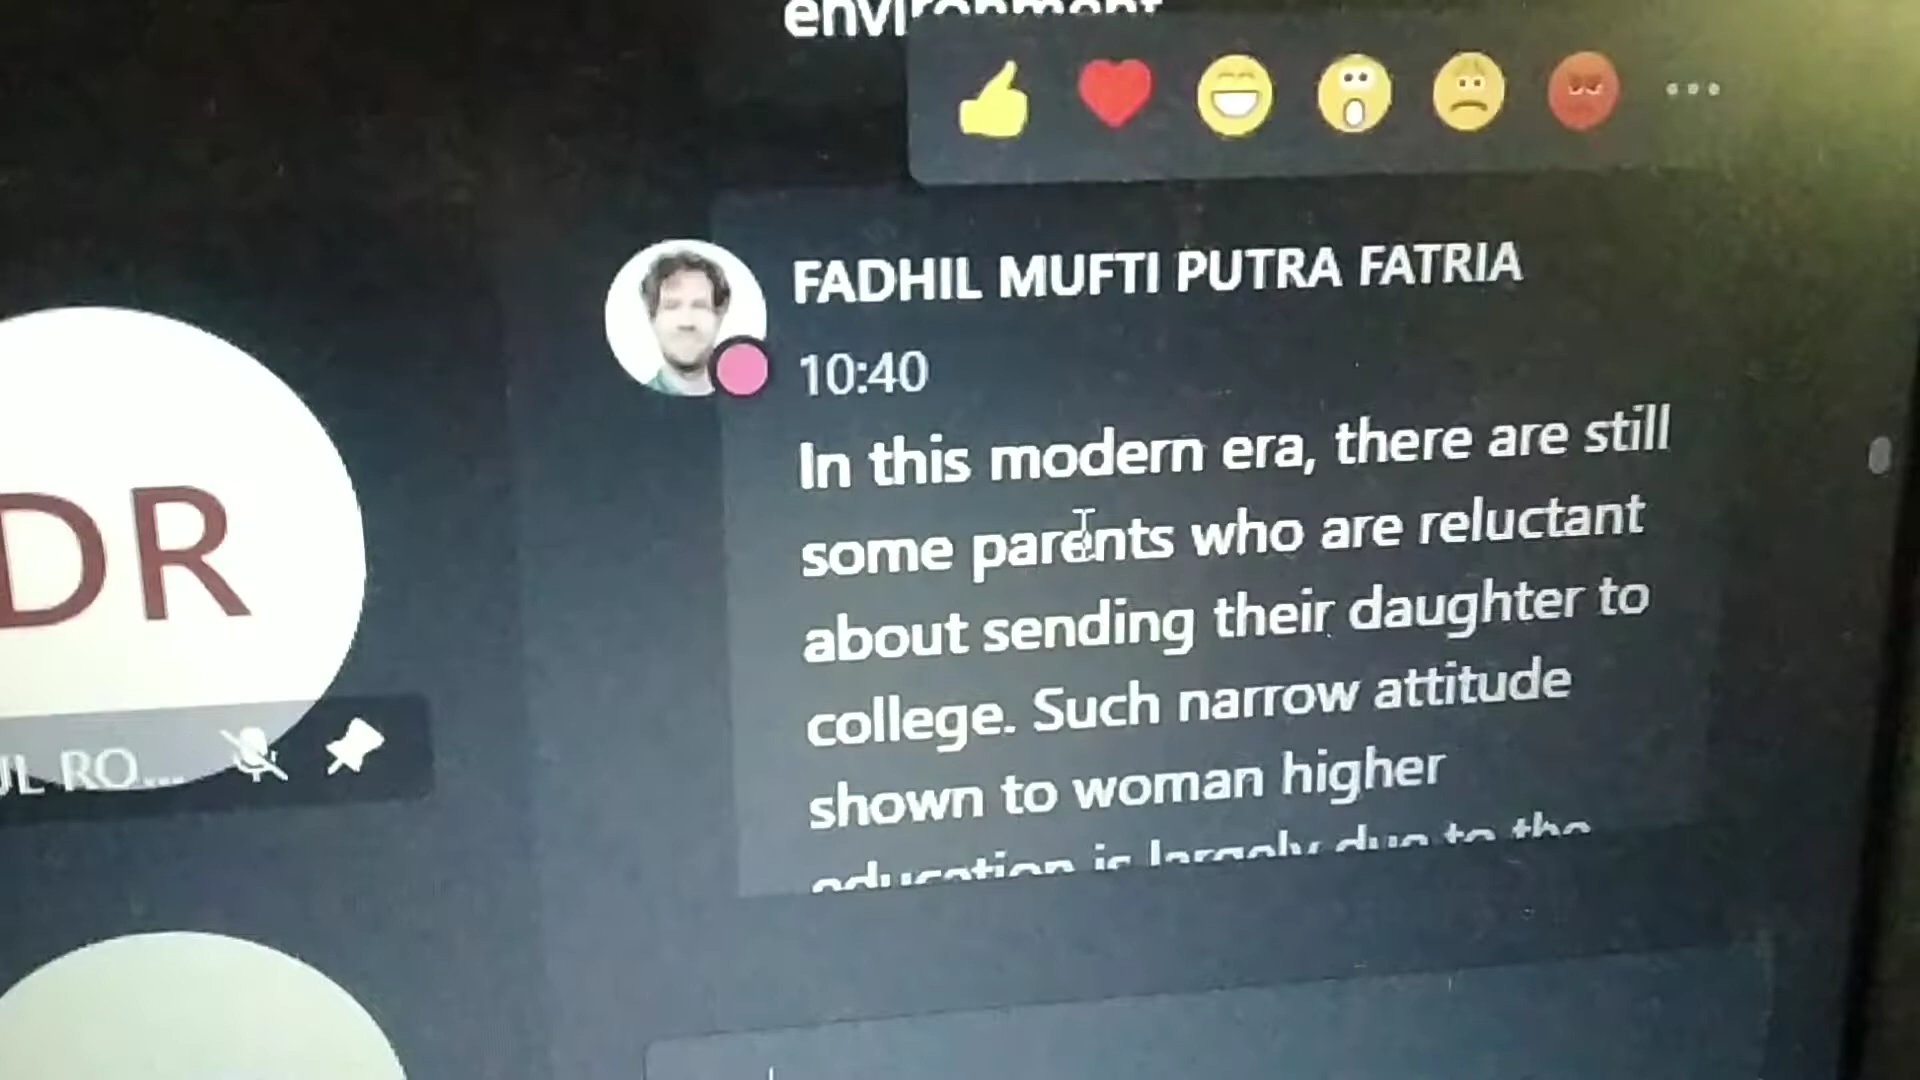 environment
FADHIL MUFTI PUTRA FATRIA
10:40
In this modern era, there are still
some parents who are reluctant
about sending their daughter to
college. Such narrow attitude
shown to woman higher
education is largely due to the
DR
UL RO...